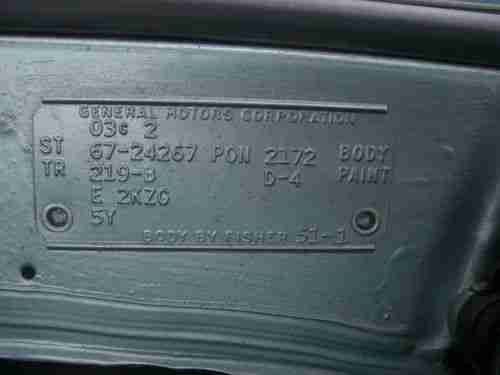 GENERAL MOTORS CORPORATION
03C 2
ST 67-24267 PON 2172 BODY
TR 219-B D-4 PAINT
E 2KZG
5Y
BODY BY FISHER 51-1